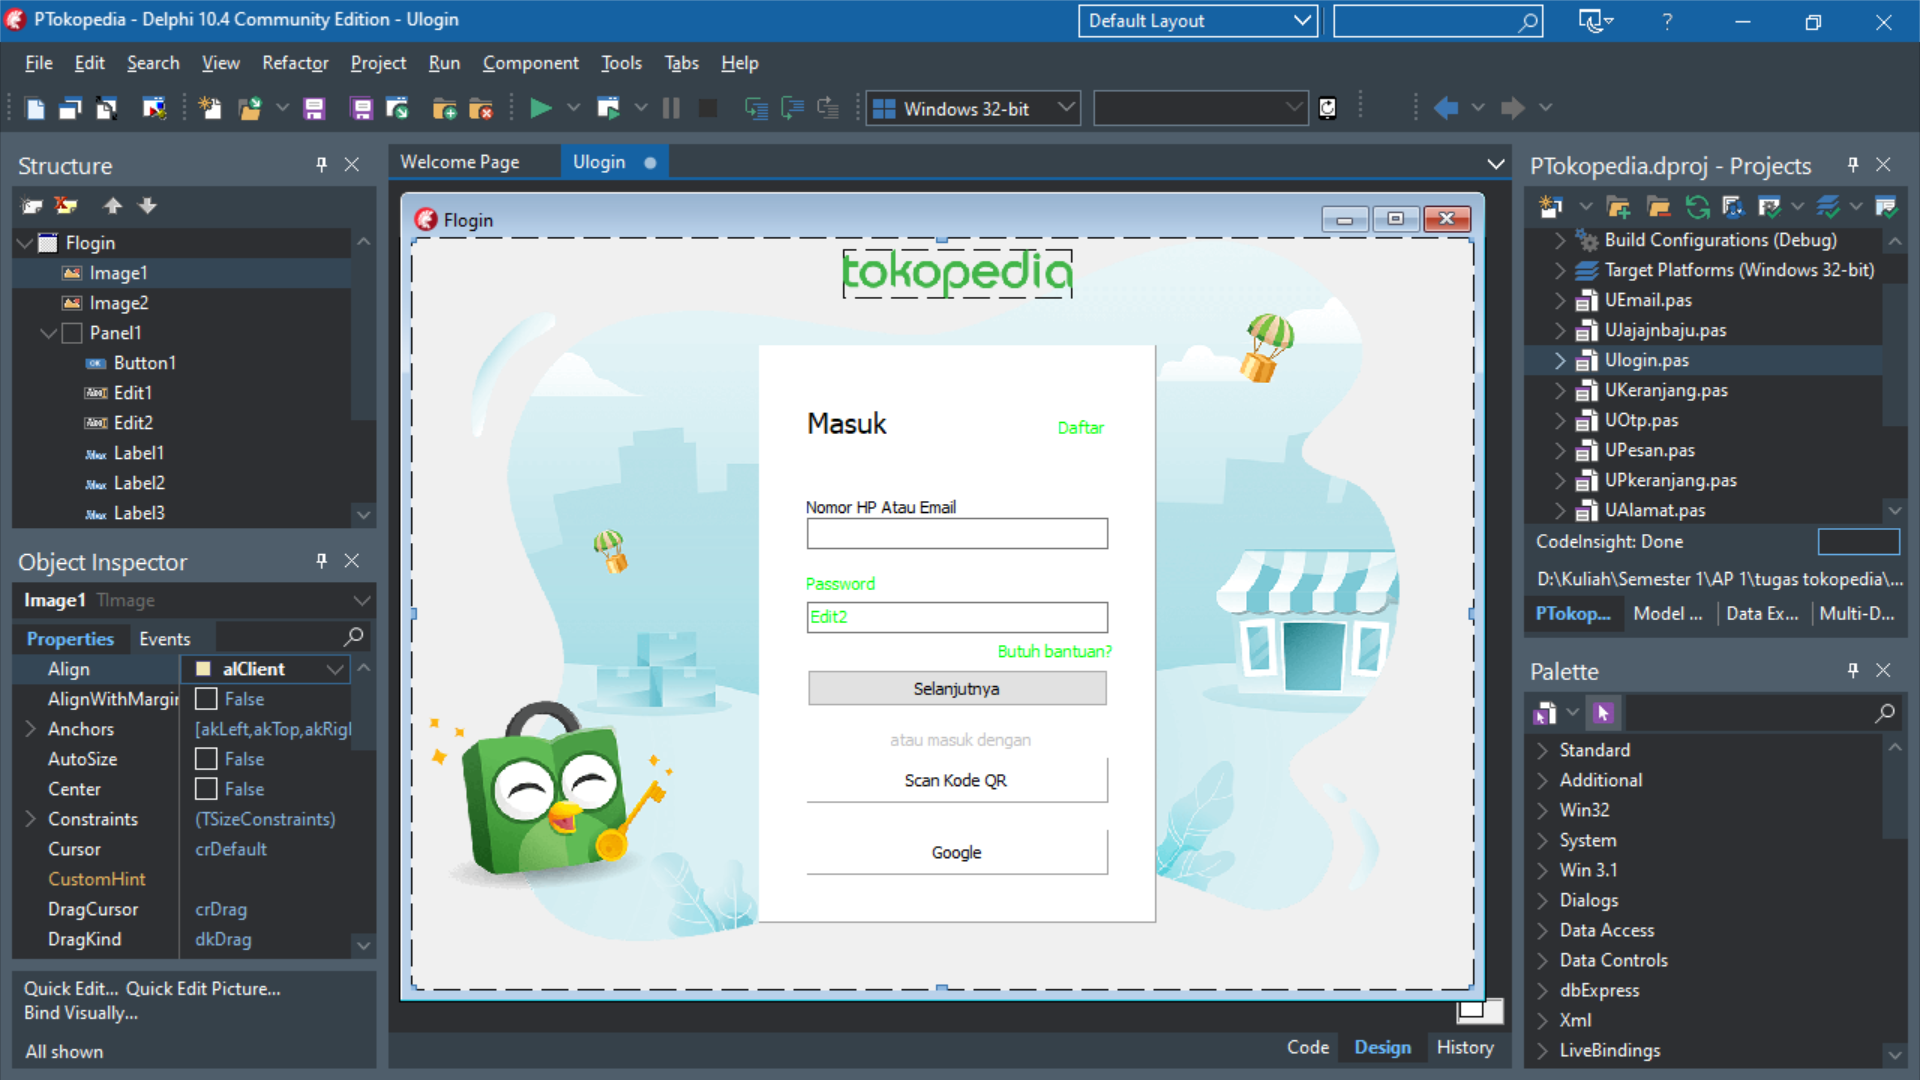 PTokopedia - Delphi 10.4 Community Edition - Ulogin
Default Layout
?
File Edit Search View Refactor Project Run Component Tools Tabs Help
Windows 32-bit
Structure
Flogin
Image1
Image2
Panel1
Button1
Edit1
Edit2
Label1
Label2
Label3
Object Inspector
Image1 TImage
Properties Events
Align alClient
AlignWithMargin False
Anchors [akLeft,akTop,akRigl
AutoSize False
Center False
Constraints (TSizeConstraints)
Cursor crDefault
CustomHint
DragCursor crDrag
DragKind dkDrag
Quick Edit... Quick Edit Picture...
Bind Visually...
All shown
Welcome Page Ulogin
Flogin
tokopedia
Masuk
Daftar
Nomor HP Atau Email
Password
Edit2
Butuh bantuan?
Selanjutnya
atau masuk dengan
Scan Kode QR
Google
Code Design History
PTokopedia.dproj - Projects
Build Configurations (Debug)
Target Platforms (Windows 32-bit)
UEmail.pas
UJajajnbaju.pas
Ulogin.pas
UKeranjang.pas
UOtp.pas
UPesan.pas
UPkeranjang.pas
UAlamat.pas
CodeInsight: Done
D:\Kuliah\Semester 1\AP 1\tugas tokopedia\...
PTokop... Model ... Data Ex... Multi-D...
Palette
Standard
Additional
Win32
System
Win 3.1
Dialogs
Data Access
Data Controls
dbExpress
Xml
LiveBindings